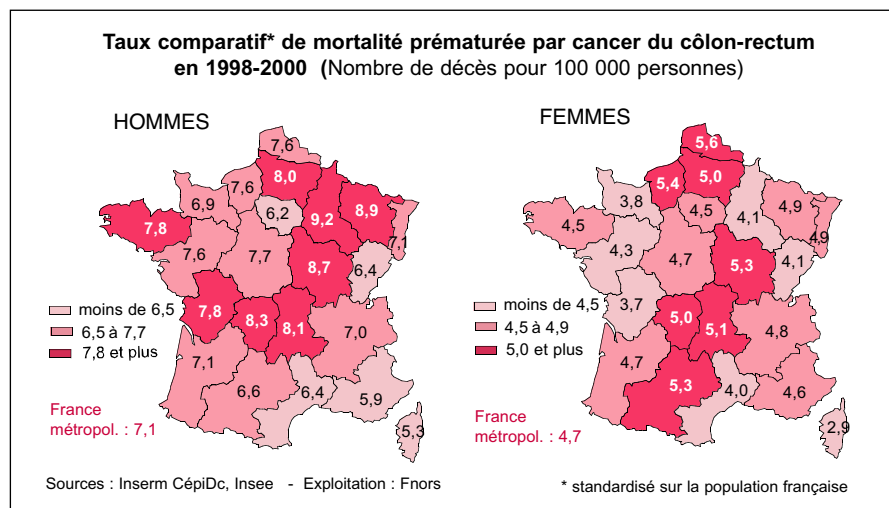 Taux comparatif* de mortalité prématurée par cancer du côlon-rectum
en 1998-2000 (Nombre de décès pour 100 000 personnes)
HOMMES
7,6
8,0
7,6
6,9
6,2
9,2
8,9
7,1
7,8
7,6
7,7
8,7
6,4
7,8
8,3
8,1
7,0
7,1
6,6
6,4
5,9
5,3
moins de 6,5
6,5 à 7,7
7,8 et plus
France
métropol. : 7,1
FEMMES
5,6
5,0
5,4
3,8
4,5
4,1
4,9
4,9
4,5
4,3
4,7
5,3
4,1
3,7
5,0
5,1
4,8
4,7
5,3
4,0
4,6
2,9
moins de 4,5
4,5 à 4,9
5,0 et plus
France
métropol. : 4,7
Sources : Inserm CépiDc, Insee - Exploitation : Fnors
* standardisé sur la population française